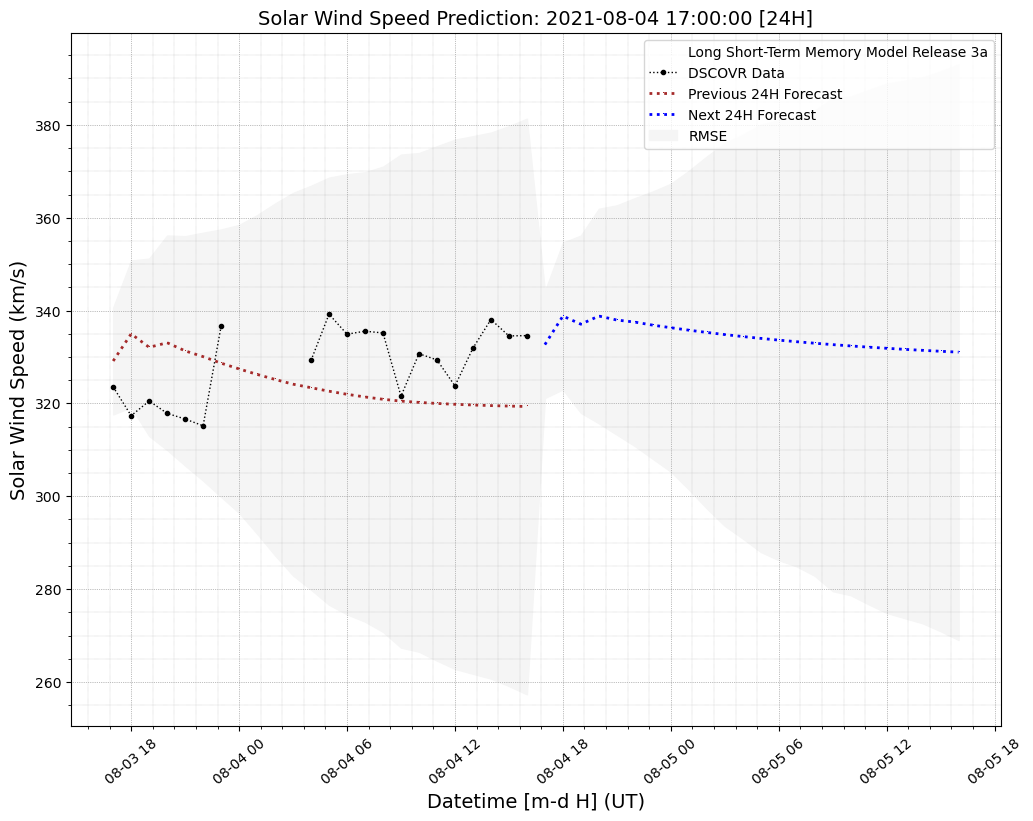 Solar Wind Speed Prediction: 2021-08-04 17:00:00 [24H]
Long Short-Term Memory Model Release 3a
DSCOVR Data
Previous 24H Forecast
Next 24H Forecast
RMSE
Solar Wind Speed (km/s)
380
360
340
320
300
280
260
08-03 18
08-04 00
08-04 06
08-04 12
08-04 18
08-05 00
08-05 06
08-05 12
08-05 18
Datetime [m-d H] (UT)